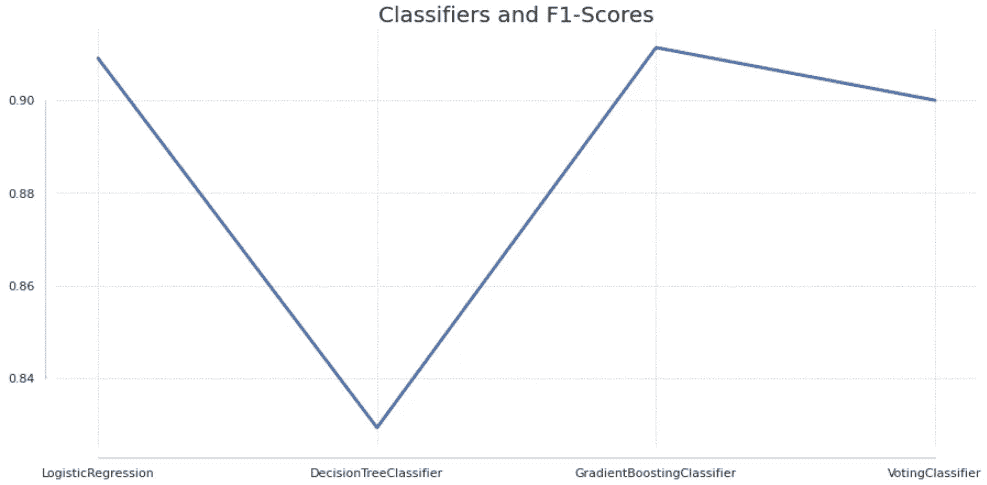 Classifiers and F1-Scores
0.90
0.88
0.86
0.84
LogisticRegression DecisionTreeClassifier GradientBoostingClassifier VotingClassifier